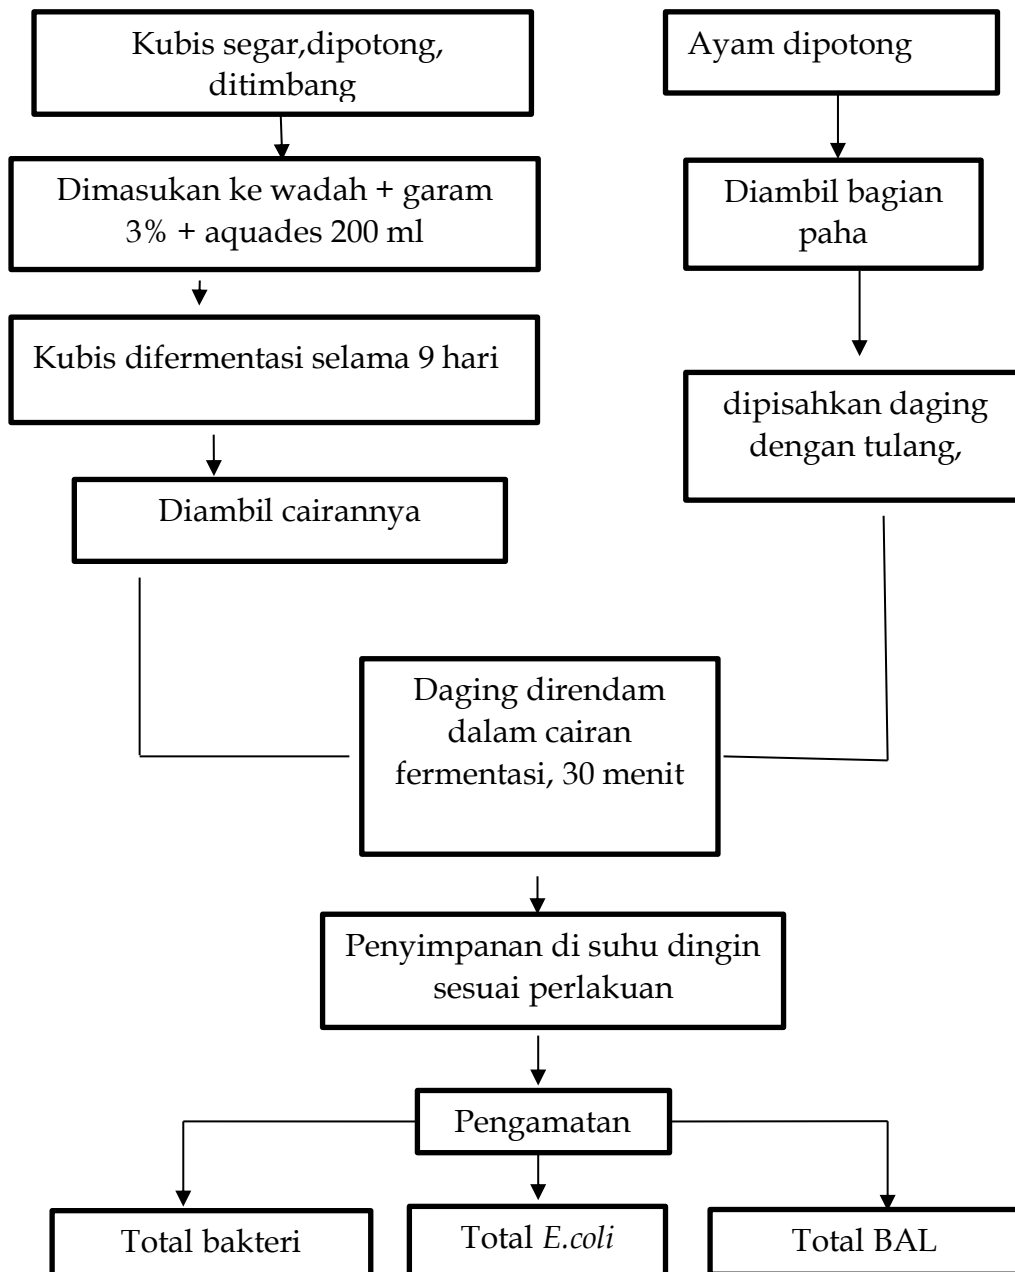 Kubis segar,dipotong,
ditimbang
Ayam dipotong
Dimasukan ke wadah + garam
3% + aquades 200 ml
Diambil bagian
paha
Kubis difermentasi selama 9 hari
dipisahkan daging
dengan tulang,
Diambil cairannya
Daging direndam
dalam cairan
fermentasi, 30 menit
Penyimpanan di suhu dingin
sesuai perlakuan
Pengamatan
Total bakteri
Total E.coli
Total BAL